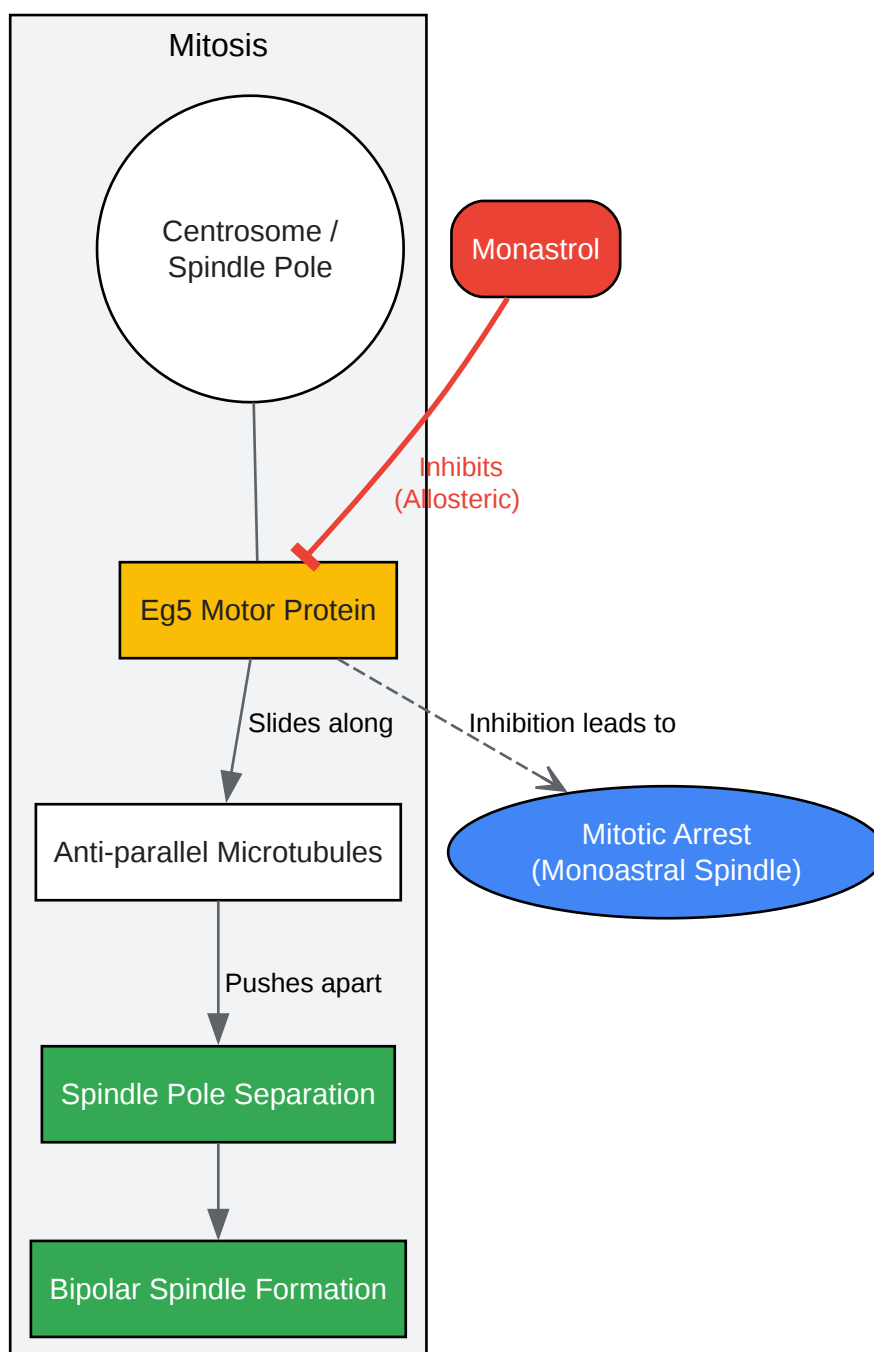 Mitosis
Centrosome /
Spindle Pole
Monastrol
Inhibits
(Allosteric)
Eg5 Motor Protein
Slides along
Inhibition leads to
Anti-parallel Microtubules
Mitotic Arrest
(Monoastral Spindle)
Pushes apart
Spindle Pole Separation
Bipolar Spindle Formation